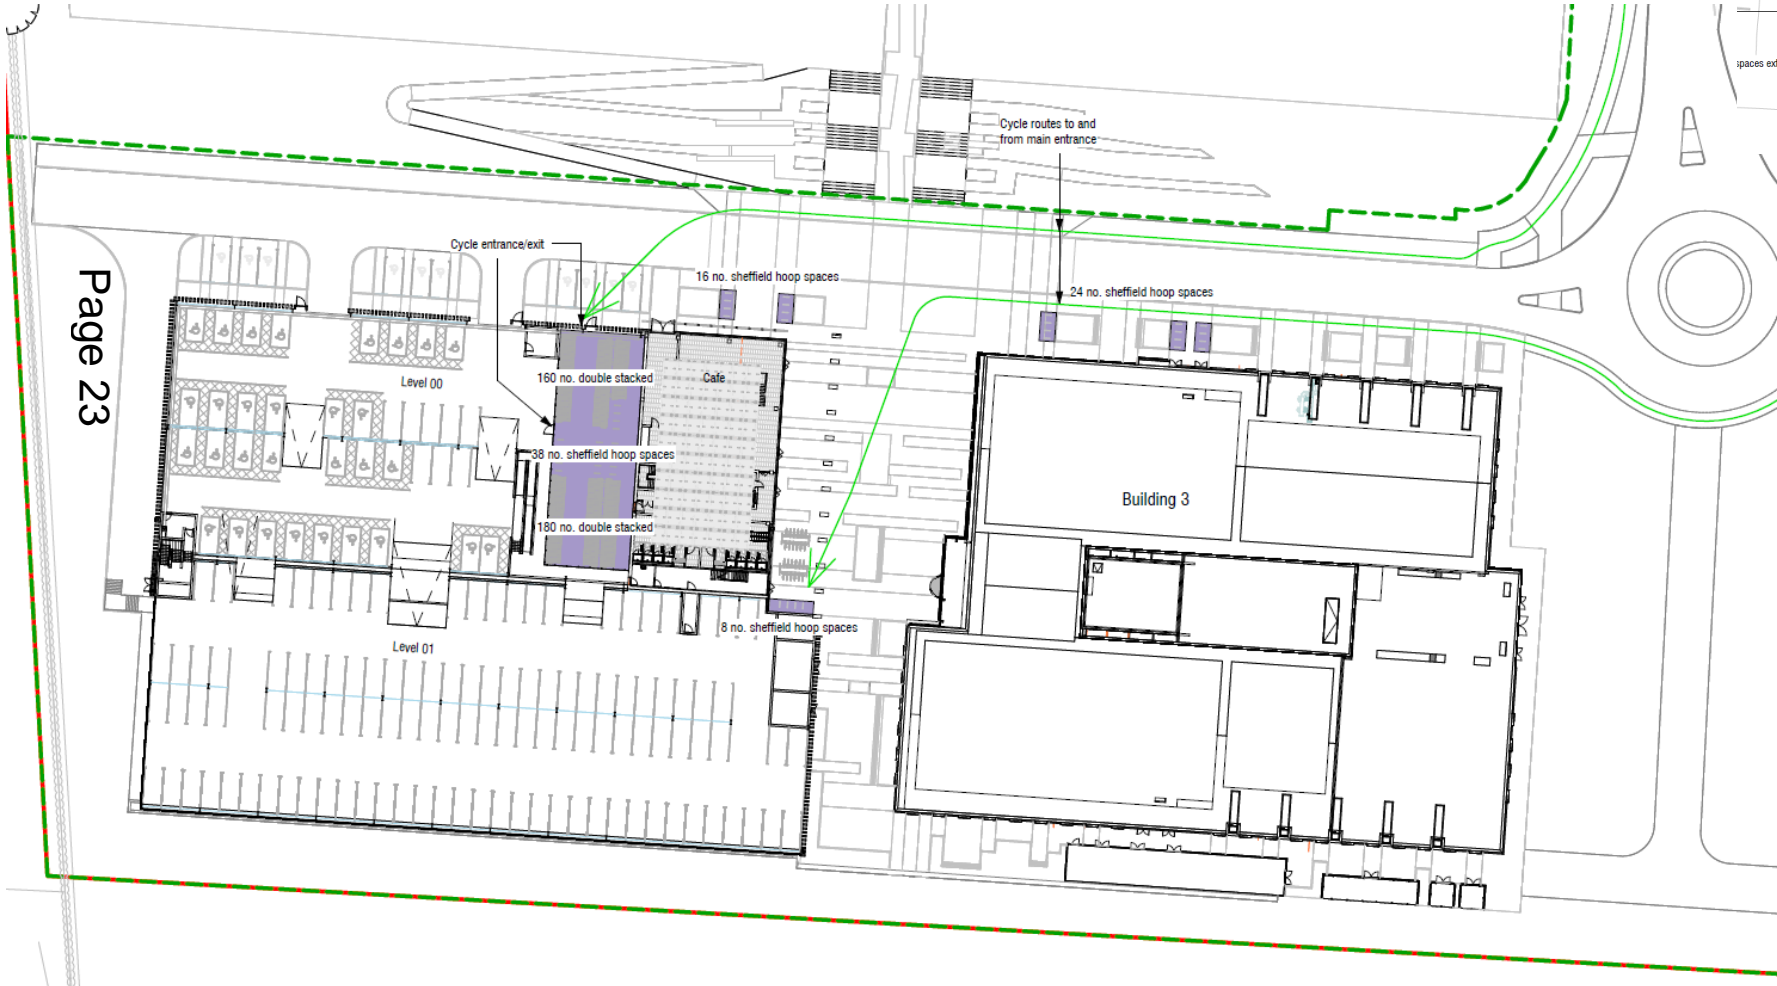 spaces ext
Cycle routes to and
from main entrance
Cycle entrance/exit
16 no. sheffield hoop spaces
24 no. sheffield hoop spaces
Page 23
Level 00
160 no. double stacked
Cafe
38 no. sheffield hoop spaces
Building 3
180 no. double stacked
8 no. sheffield hoop spaces
Level 01